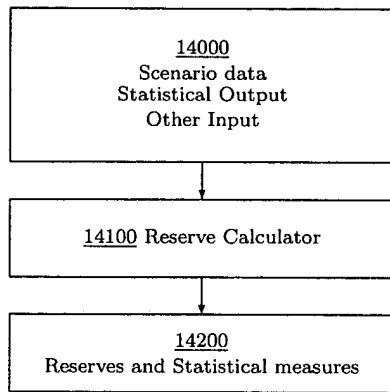 14000
Scenario data
Statistical Output
Other Input
14100 Reserve Calculator
14200
Reserves and Statistical measures